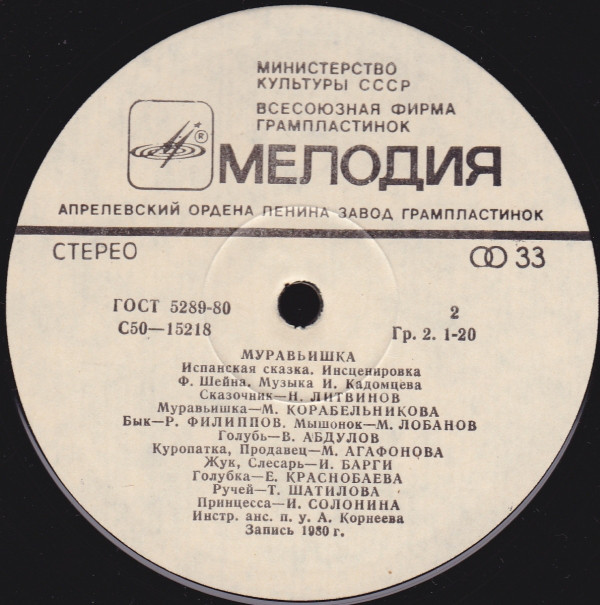 МИНИСТЕРСТВО
КУЛЬТУРЫ СССР
ВСЕСОЮЗНАЯ ФИРМА
ГРАМПЛАСТИНОК
®
МЕЛОДИЯ
АПРЕЛЕВСКИЙ ОРДЕНА ЛЕНИНА ЗАВОД ГРАМПЛАСТИНОК
СТЕРЕО
33
ГОСТ 5289-80
2
С50—15218
Гр. 2. 1-20
МУРАВЬИШКА
Испанская сказка. Инсценировка
Ф. Шейна. Музыка И. Кадомцева
Сказочник—Н. ЛИТВИНОВ
Муравьишка—М. КОРАБЕЛЬНИКОВА
Бык—Р. ФИЛИППОВ, Мышонок—М. ЛОБАНОВ
Голубь—В. АБДУЛОВ
Куропатка, Продавец—М. АГАФОНОВА
Жук, Слесарь—И. БАРГИ
Голубка—Е. КРАСНОБАЕВА
Ручей—Т. ШАТИЛОВА
Принцесса—И. СОЛОНИНА
Инстр. анс. п. у. А. Корнеева
Запись 1980 г.